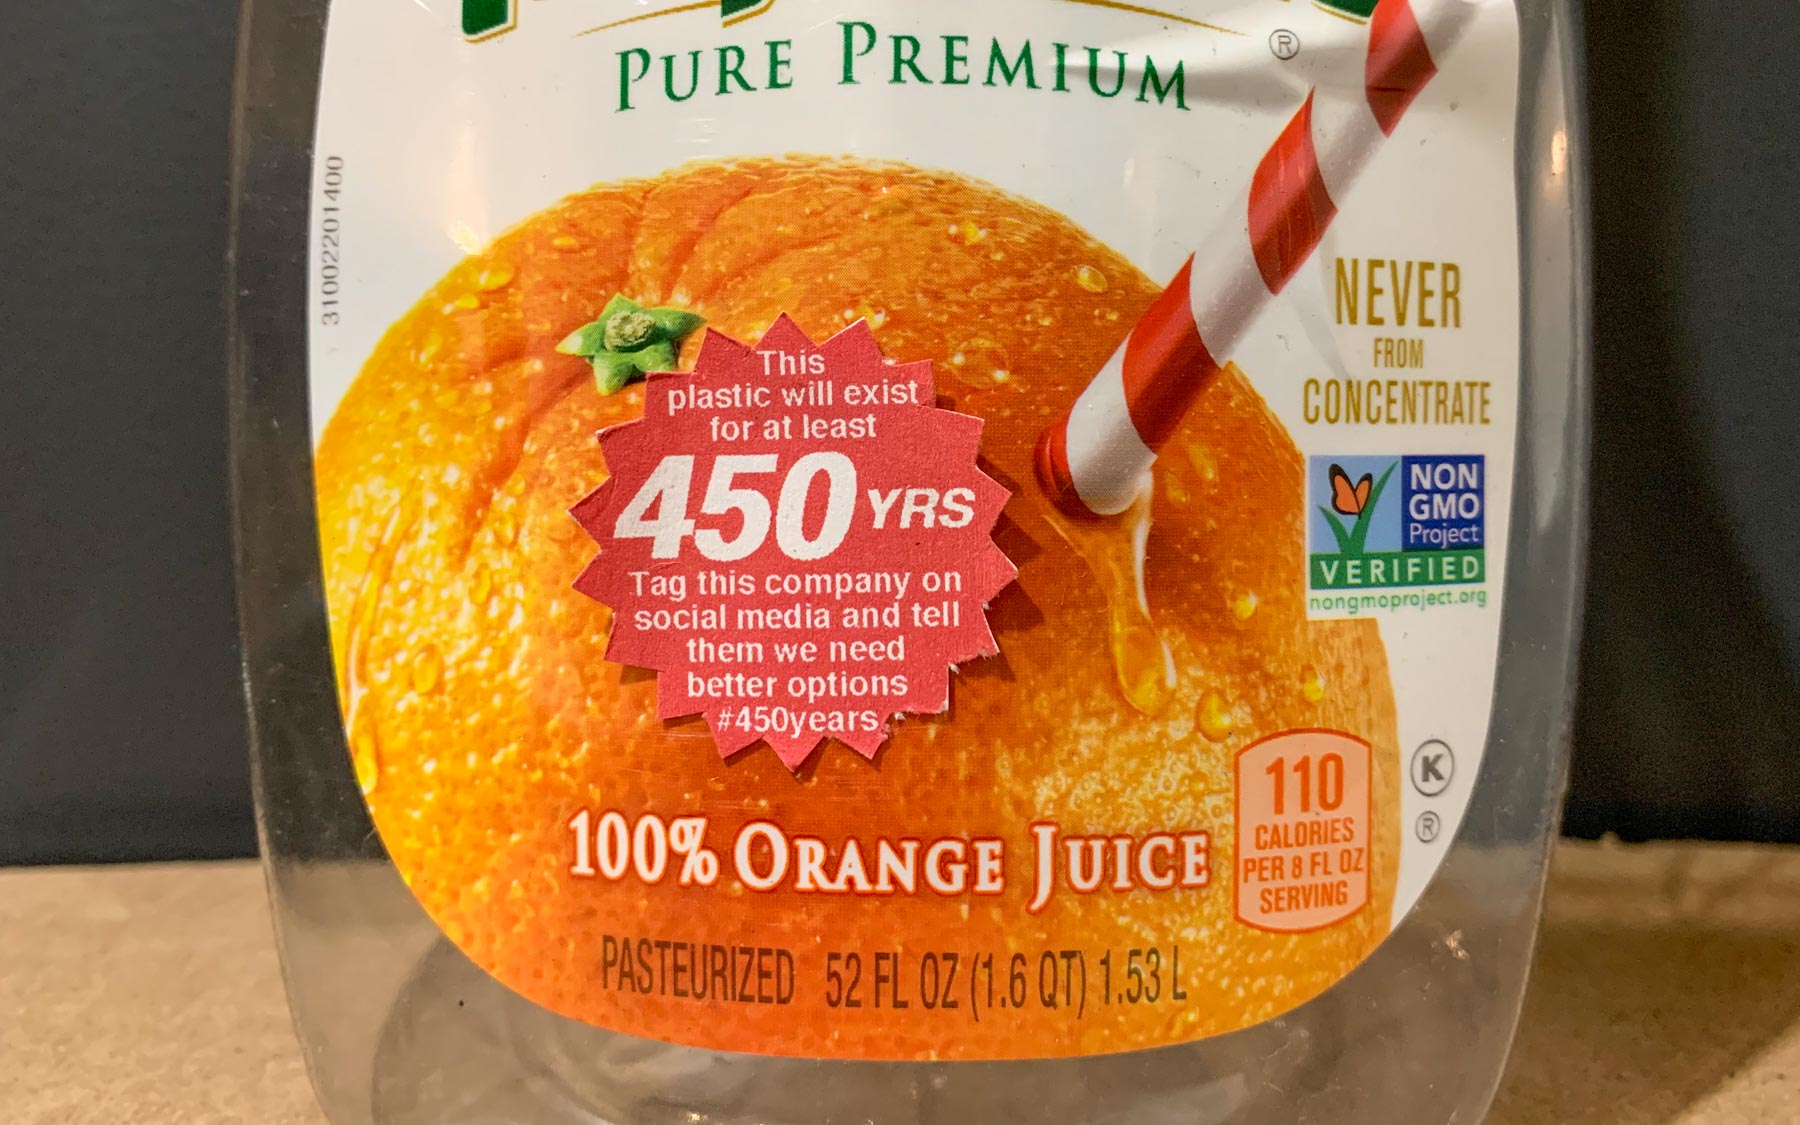 PURE PREMIUM ®
310022201400
NEVER
FROM
CONCENTRATE
NON
GMO
Project
VERIFIED
nongmoproject.org
This
plastic will exist
for at least
450 YRS
Tag this company on
social media and tell
them we need
better options
#450years
K
®
110
CALORIES
PER 8 FL OZ
SERVING
100% ORANGE JUICE
PASTEURIZED 52 FL OZ (1.6 QT) 1.53 L